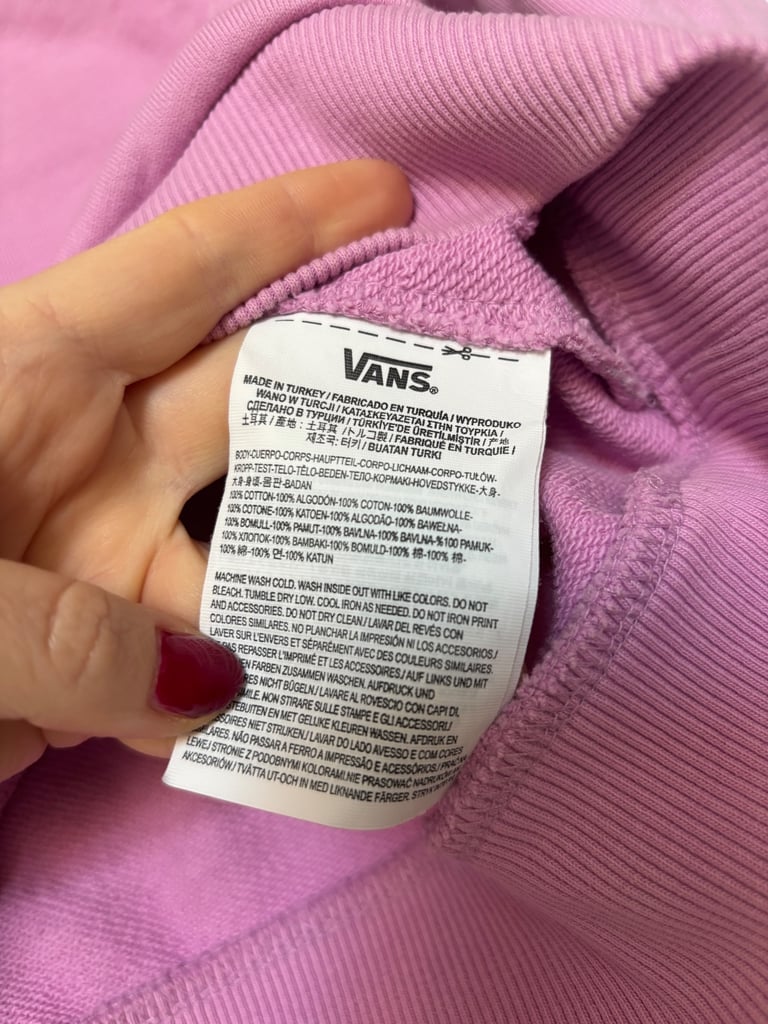 VANS®
MADE IN TURKEY / FABRICADO EN TURQUÍA / WYPRODUKO
WANO W TURCJI / ΚΑΤΑΣΚΕΥΑΖΕΤΑΙ ΣΤΗΝ ΤΟΥΡΚΙΑ /
СДЕЛАНО В ТУРЦИИ / TÜRKİYE'DE ÜRETİLMİŞTİR / 产地:
土耳其 / 產地：土耳其 / トルコ製 / FABRIQUÉ EN TURQUIE /
제조국: 터키 / BUATAN TURKI
BODY-CUERPO-CORPS-HAUPTTEIL-CORPO-LICHAAM-CORPO-TUŁÓW-
KROPP-TEST-TELO-TĚLO-BEDEN-ТЕЛО-ΚΟΡΜΑΚΙ-HOVEDSTYKKE-大身-
大身-身頃-몸판-BADAN
100% COTTON-100% ALGODÓN-100% COTON-100% BAUMWOLLE-
100% COTONE-100% KATOEN-100% ALGODÃO-100% BAWEŁNA-
100% BOMULL-100% PAMUT-100% BAVLNA-100% BAVLNA-%100 PAMUK-
100% ХЛОПОК-100% ΒΑΜΒΑΚΙ-100% BOMULD-100% 棉-100% 棉-
100% 綿-100% 면-100% KATUN
MACHINE WASH COLD. WASH INSIDE OUT WITH LIKE COLORS. DO NOT
BLEACH. TUMBLE DRY LOW. COOL IRON AS NEEDED. DO NOT IRON PRINT
AND ACCESSORIES. DO NOT DRY CLEAN / LAVAR DEL REVÉS CON
COLORES SIMILARES. NO PLANCHAR LA IMPRESIÓN NI LOS ACCESORIOS /
LAVER SUR L'ENVERS ET SÉPARÉMENT AVEC DES COULEURS SIMILAIRES.
PAS REPASSER L'IMPRIMÉ ET LES ACCESSOIRES / AUF LINKS UND MIT
EN FARBEN ZUSAMMEN WASCHEN, AUFDRUCK UND
RES NICHT BÜGELN / LAVARE AL ROVESCIO CON CAPI DI
IMILE. NON STIRARE SULLE STAMPE E GLI ACCESSORI /
TEBUITEN EN MET GELIJKE KLEUREN WASSEN. AFDRUK EN
SSOIRES NIET STRIJKEN / LAVAR DO LADO AVESSO E COM CORES
ILARES. NÃO PASSAR A FERRO A IMPRESSÃO E ACESSÓRIOS /
LEWEJ STRONIE Z PODOBNYMI KOLORAMI.NIE PRASOWAĆ
AKCESORIÓW / TVÄTTA UT-OCH IN MED LIKNANDE FÄRGER.